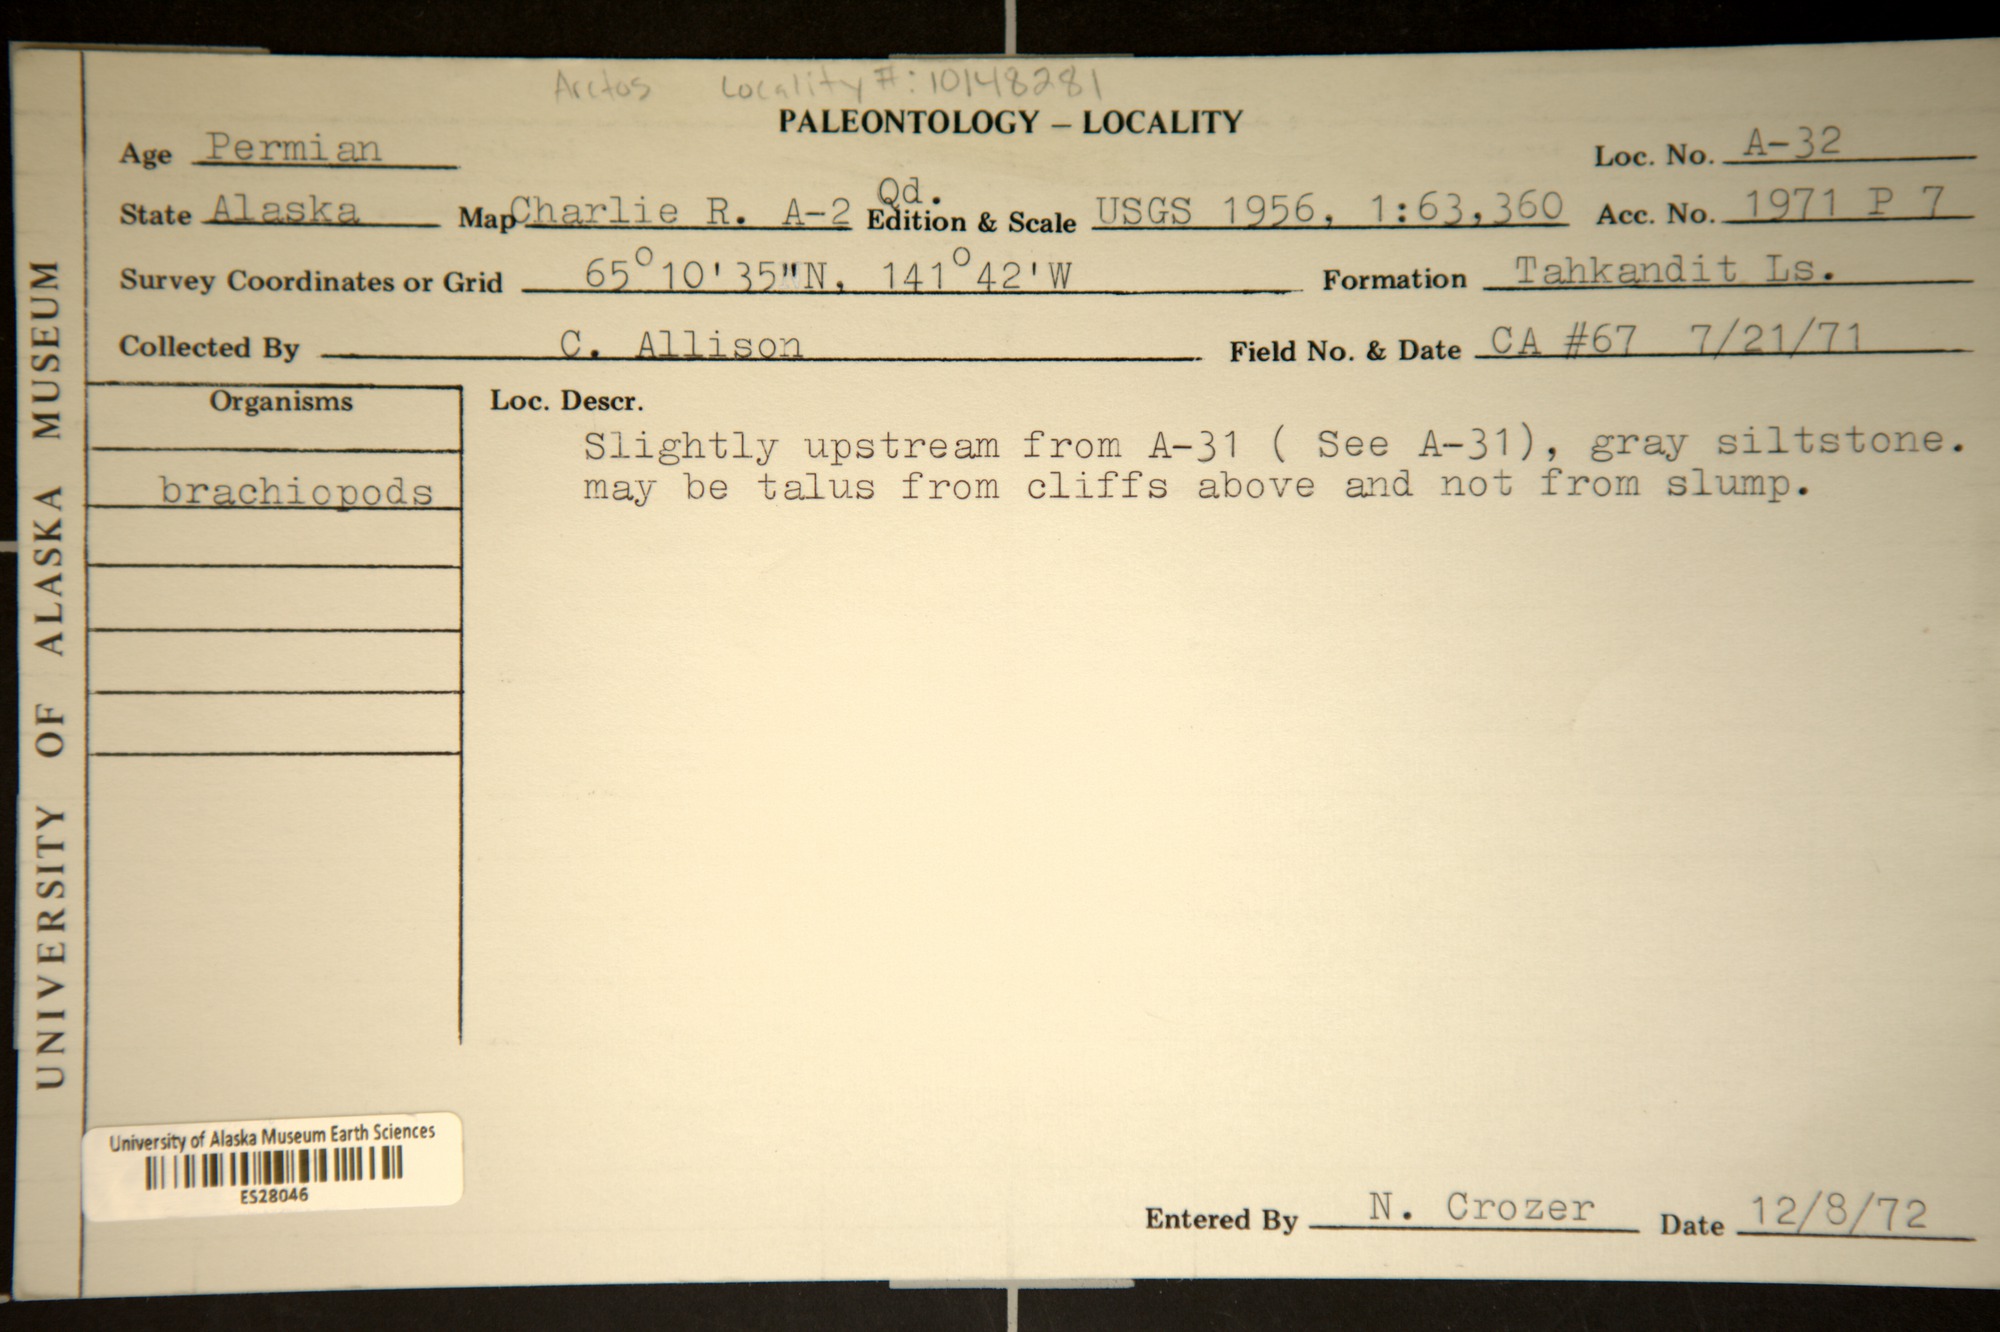 Arctos Locality #: 10148281
PALEONTOLOGY – LOCALITY
Age Permian
Loc. No. A-32
State Alaska Map Charlie R. A-2 Qd. Edition & Scale USGS 1956, 1:63,360 Acc. No. 1971 P 7
Survey Coordinates or Grid 65°10'35"N, 141°42'W Formation Tahkandit Ls.
Collected By C. Allison Field No. & Date CA #67 7/21/71
Organisms
brachiopods
Loc. Descr.
Slightly upstream from A-31 ( See A-31), gray siltstone.
may be talus from cliffs above and not from slump.
UNIVERSITY OF ALASKA MUSEUM
University of Alaska Museum Earth Sciences
ES28046
Entered By N. Crozer Date 12/8/72